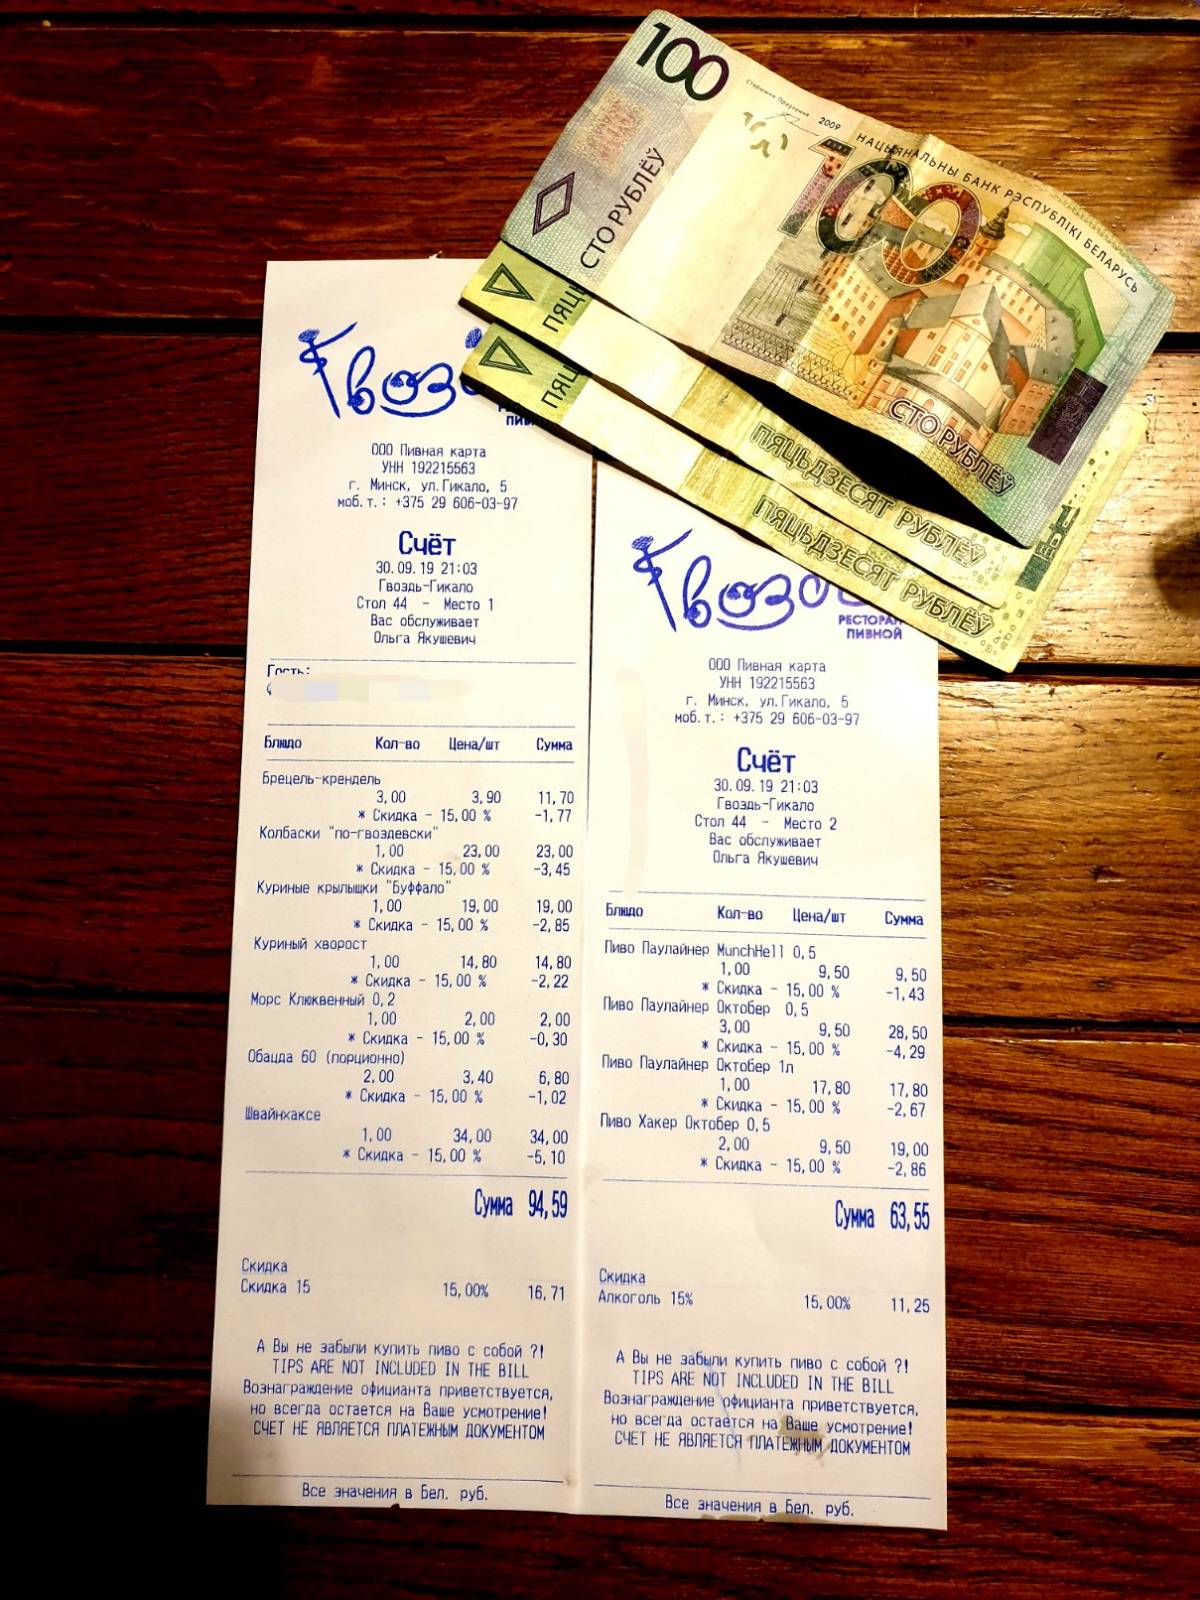 100
Старшыня Праўлення
2009
НАЦЫЯНАЛЬНЫ БАНК РЭСПУБЛІКІ БЕЛАРУСЬ
100
СТО РУБЛЁЎ
СТО РУБЛЁЎ
ПЯЦЬДЗЕСЯТ РУБЛЁЎ
ПЯЦЬДЗЕСЯТ РУБЛЁЎ
Гвозд
ООО Пивная карта
УНН 192215563
г. Минск, ул.Гикало, 5
моб.т.: +375 29 606-03-97
Счёт
30.09.19 21:03
Гвоздь-Гикало
Стол 44 - Место 1
Вас обслуживает
Ольга Якушевич
Гость:
Блюдо Кол-во Цена/шт Сумма
Брецель-крендель
3,00 3,90 11,70
* Скидка - 15,00 % -1,77
Колбаски "по-гвоздевски"
1,00 23,00 23,00
* Скидка - 15,00 % -3,45
Куриные крылышки "Буффало"
1,00 19,00 19,00
* Скидка - 15,00 % -2,85
Куриный хворост
1,00 14,80 14,80
* Скидка - 15,00 % -2,22
Морс Клюквенный 0,2
1,00 2,00 2,00
* Скидка - 15,00 % -0,30
Обацда 60 (порционно)
2,00 3,40 6,80
* Скидка - 15,00 % -1,02
Швайнхаксе
1,00 34,00 34,00
* Скидка - 15,00 % -5,10
Сумма 94,59
Скидка
Скидка 15 15,00% 16,71
А Вы не забыли купить пиво с собой ?!
TIPS ARE NOT INCLUDED IN THE BILL
Вознаграждение официанта приветствуется,
но всегда остается на Ваше усмотрение!
СЧЕТ НЕ ЯВЛЯЕТСЯ ПЛАТЕЖНЫМ ДОКУМЕНТОМ
Все значения в Бел. руб.
Гвозд
РЕСТОРАН
ПИВНОЙ
ООО Пивная карта
УНН 192215563
г. Минск, ул.Гикало, 5
моб.т.: +375 29 606-03-97
Счёт
30.09.19 21:03
Гвоздь-Гикало
Стол 44 - Место 2
Вас обслуживает
Ольга Якушевич
Блюдо Кол-во Цена/шт Сумма
Пиво Паулайнер MunchHell 0,5
1,00 9,50 9,50
* Скидка - 15,00 % -1,43
Пиво Паулайнер Октобер 0,5
3,00 9,50 28,50
* Скидка - 15,00 % -4,29
Пиво Паулайнер Октобер 1л
1,00 17,80 17,80
* Скидка - 15,00 % -2,67
Пиво Хакер Октобер 0,5
2,00 9,50 19,00
* Скидка - 15,00 % -2,86
Сумма 63,55
Скидка
Алкоголь 15% 15,00% 11,25
А Вы не забыли купить пиво с собой ?!
TIPS ARE NOT INCLUDED IN THE BILL
Вознаграждение официанта приветствуется,
но всегда остается на Ваше усмотрение!
СЧЕТ НЕ ЯВЛЯЕТСЯ ПЛАТЕЖНЫМ ДОКУМЕНТОМ
Все значения в Бел. руб.